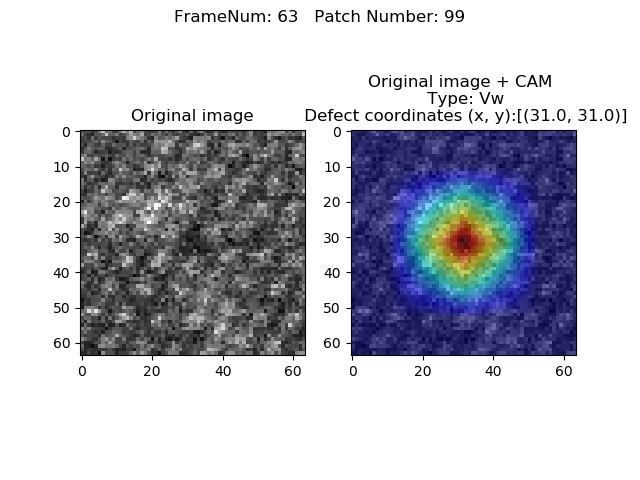 FrameNum: 63   Patch Number: 99
Original image
Original image + CAM
Type: Vw
Defect coordinates (x, y):[(31.0, 31.0)]
0
10
20
30
40
50
60
0 20 40 60
0
10
20
30
40
50
60
0 20 40 60